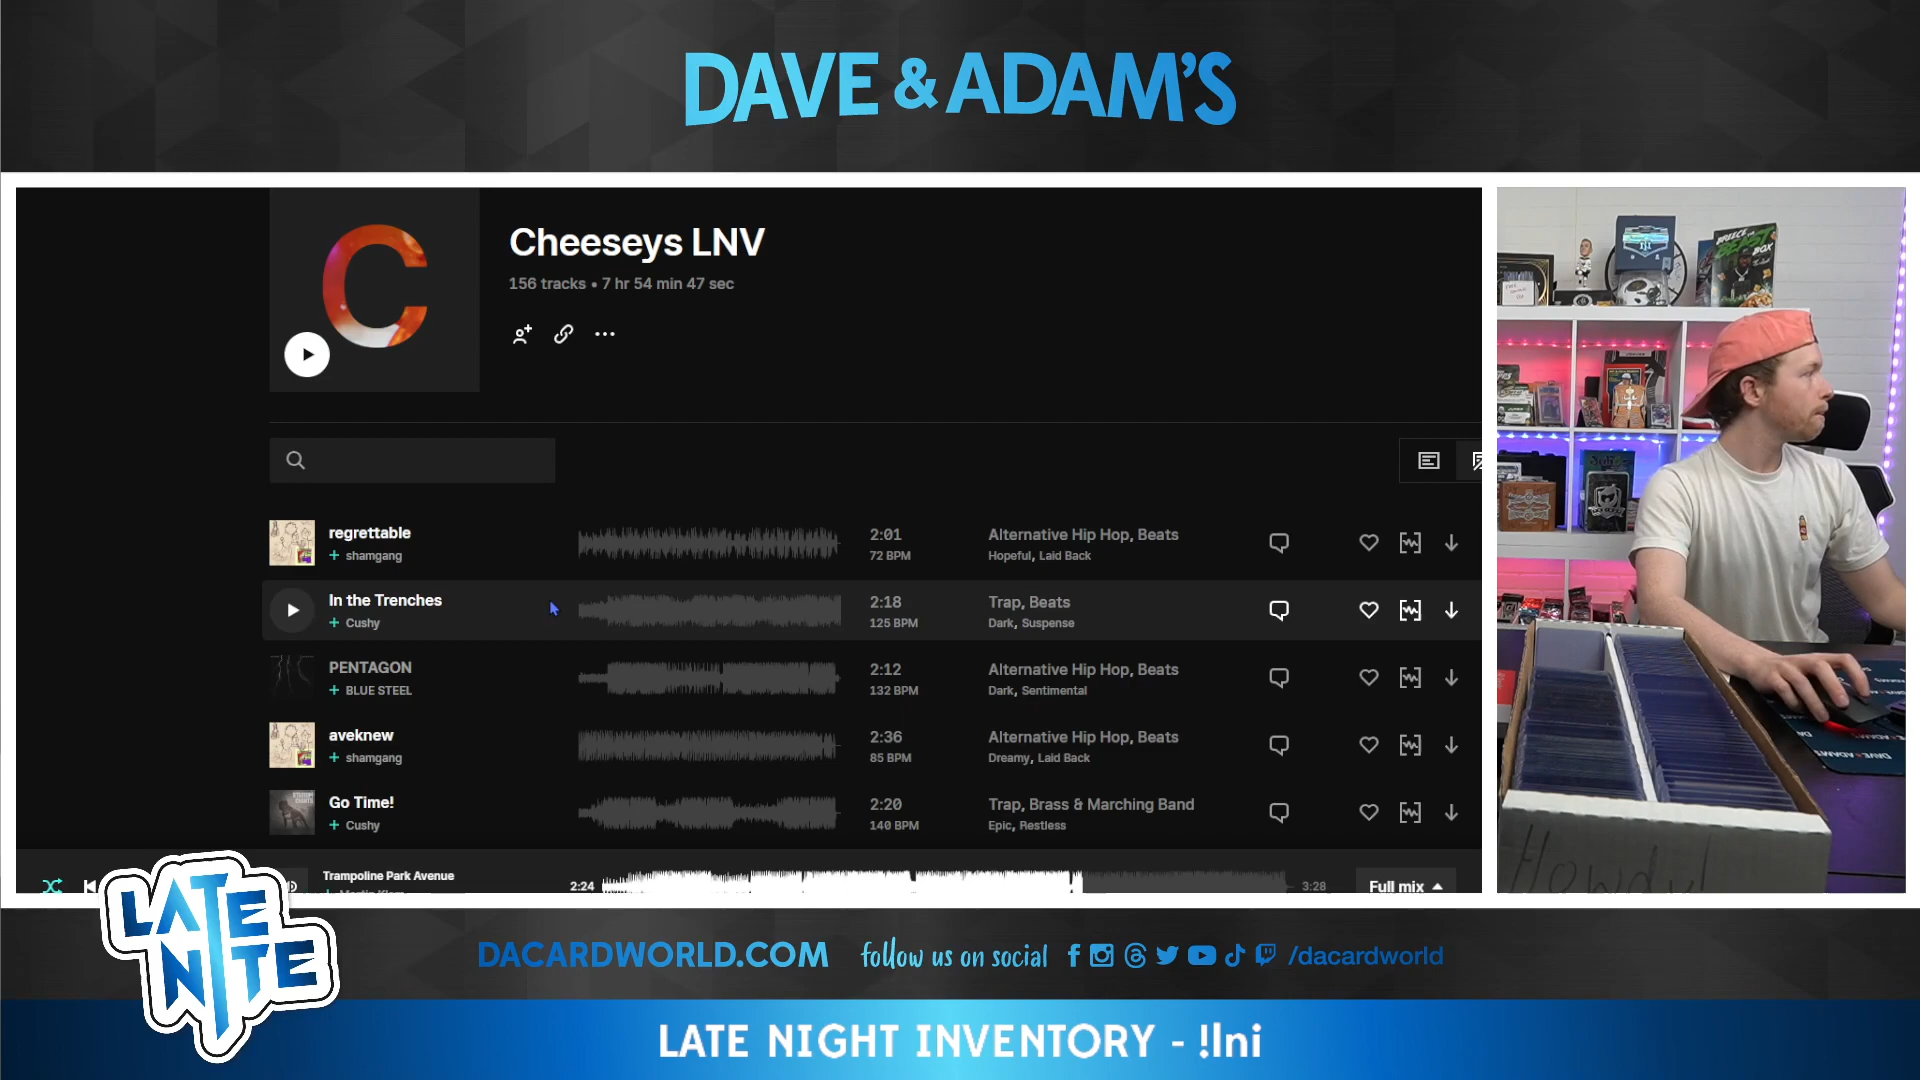 DAVE & ADAM'S
Cheeseys LNV
156 tracks • 7 hr 54 min 47 sec
regrettable
+ shamgang
2:01
72 BPM
Alternative Hip Hop, Beats
Hopeful, Laid Back
In the Trenches
+ Cushy
2:18
125 BPM
Trap, Beats
Dark, Suspense
PENTAGON
+ BLUE STEEL
2:12
132 BPM
Alternative Hip Hop, Beats
Dark, Sentimental
aveknew
+ shamgang
2:36
85 BPM
Alternative Hip Hop, Beats
Dreamy, Laid Back
Go Time!
+ Cushy
2:20
140 BPM
Trap, Brass & Marching Band
Epic, Restless
Trampoline Park Avenue
2:24
3:28
Full mix
BREECE
BEAST
BOX
Howdy!
LATE
NITE
DACARDWORLD.COM
follow us on social
/dacardworld
LATE NIGHT INVENTORY - !lni